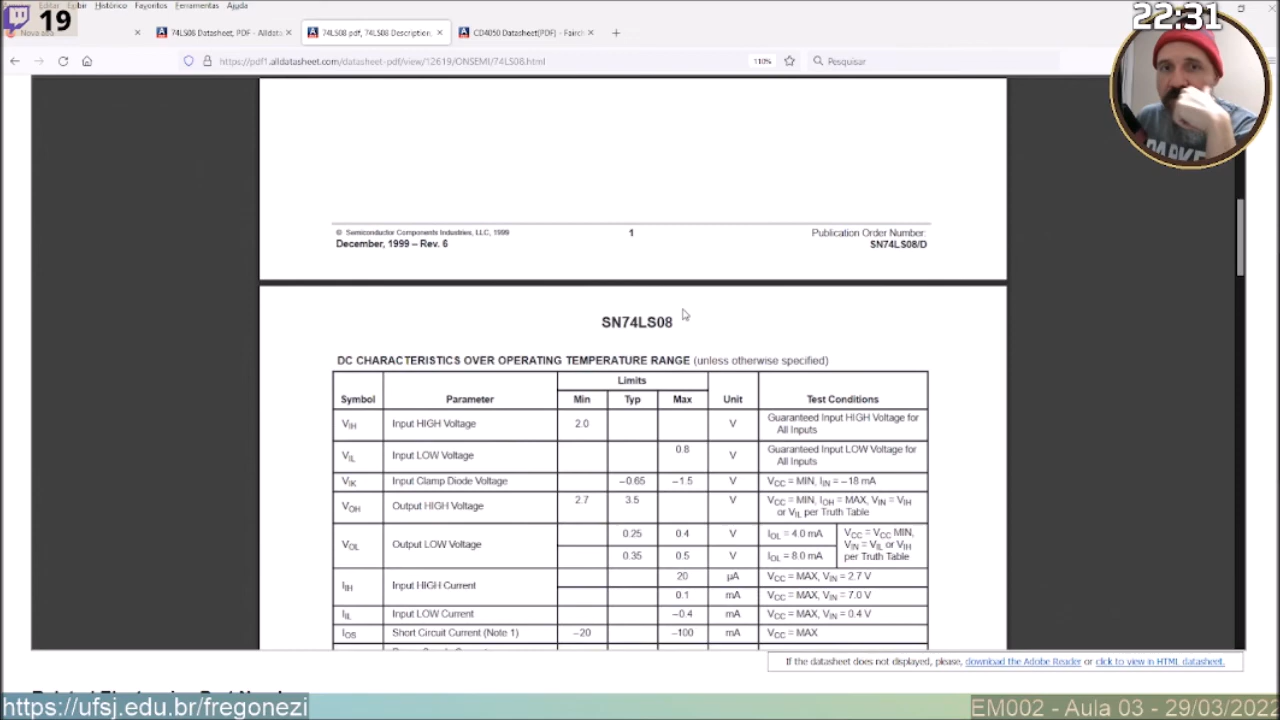 19
Editar Exibir Histórico Favoritos Ferramentas Ajuda
22:31
Nova aba
74LS08 Datasheet, PDF - Alldata
74LS08 pdf, 74LS08 Description,
CD4050 Datasheet(PDF) - Fairch
https://pdf1.alldatasheet.com/datasheet-pdf/view/12619/ONSEMI/74LS08.html
110%
Pesquisar
© Semiconductor Components Industries, LLC, 1999
1
Publication Order Number:
December, 1999 – Rev. 6
SN74LS08/D
SN74LS08
DC CHARACTERISTICS OVER OPERATING TEMPERATURE RANGE (unless otherwise specified)
Limits
Symbol Parameter Min Typ Max Unit Test Conditions
VIH Input HIGH Voltage 2.0 V Guaranteed Input HIGH Voltage for
All Inputs
VIL Input LOW Voltage 0.8 V Guaranteed Input LOW Voltage for
All Inputs
VIK Input Clamp Diode Voltage –0.65 –1.5 V VCC = MIN, IIN = –18 mA
VOH Output HIGH Voltage 2.7 3.5 V VCC = MIN, IOH = MAX, VIN = VIH
or VIL per Truth Table
VOL Output LOW Voltage 0.25 0.4 V IOL = 4.0 mA VCC = VCC MIN,
VIN = VIL or VIH
0.35 0.5 V IOL = 8.0 mA per Truth Table
IIH Input HIGH Current 20 µA VCC = MAX, VIN = 2.7 V
0.1 mA VCC = MAX, VIN = 7.0 V
IIL Input LOW Current –0.4 mA VCC = MAX, VIN = 0.4 V
IOS Short Circuit Current (Note 1) –20 –100 mA VCC = MAX
If the datasheet does not displayed, please, download the Adobe Reader or click to view in HTML datasheet.
https://ufsj.edu.br/fregonezi
EM002 - Aula 03 - 29/03/2022